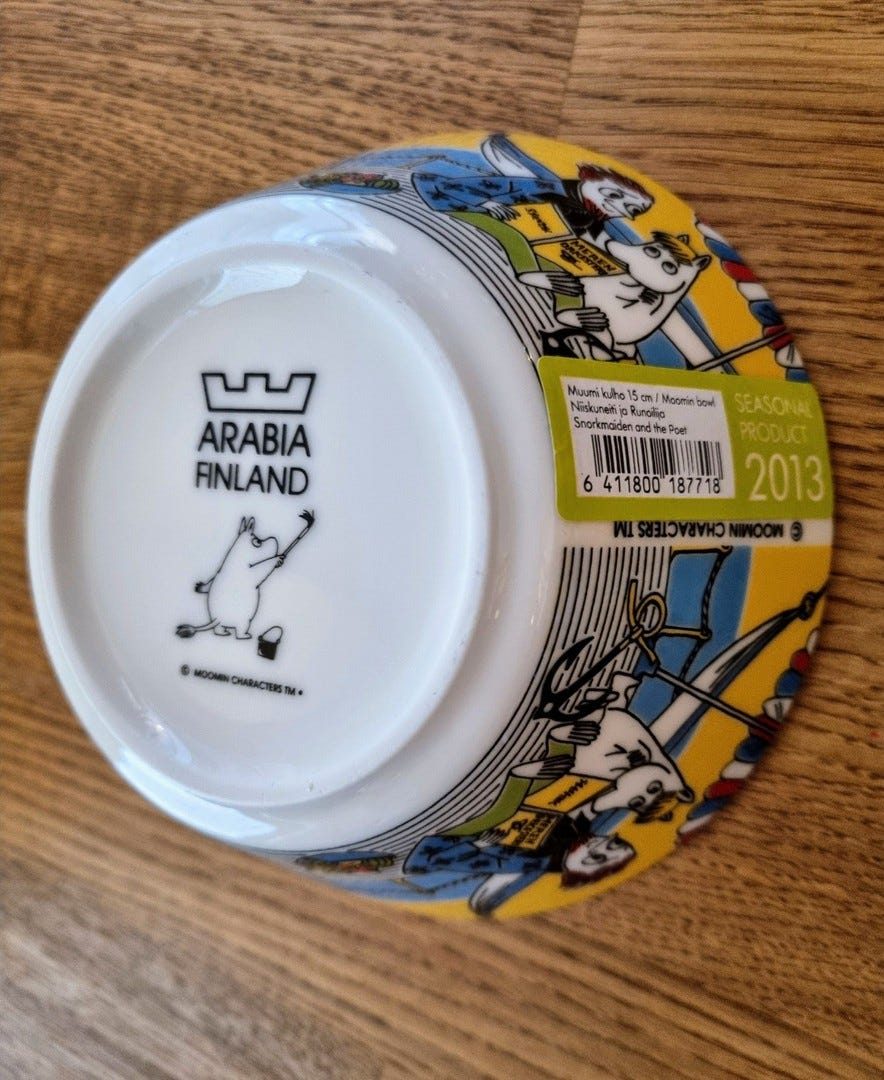 ARABIA
FINLAND
© MOOMIN CHARACTERS TM
Muumi kulho 15 cm / Moomin bowl
Niiskuneiti ja Runoilija
Snorkmaiden and the Poet
6 411800 187718
SEASONAL
PRODUCT
2013
© MOOMIN CHARACTERS TM
MEREN